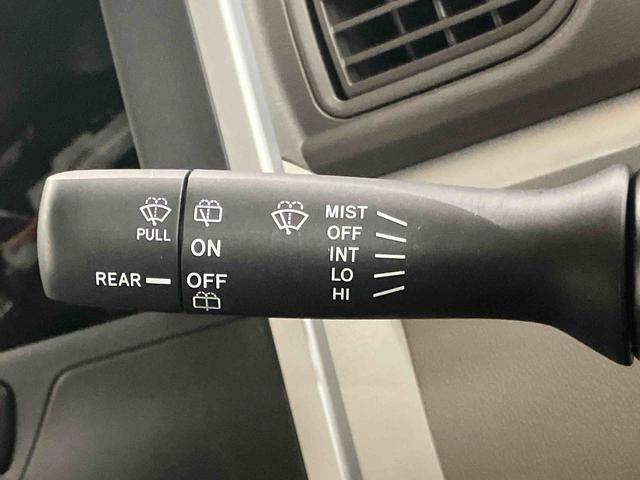 PULL
REAR
ON
OFF
MIST
OFF
INT
LO
HI